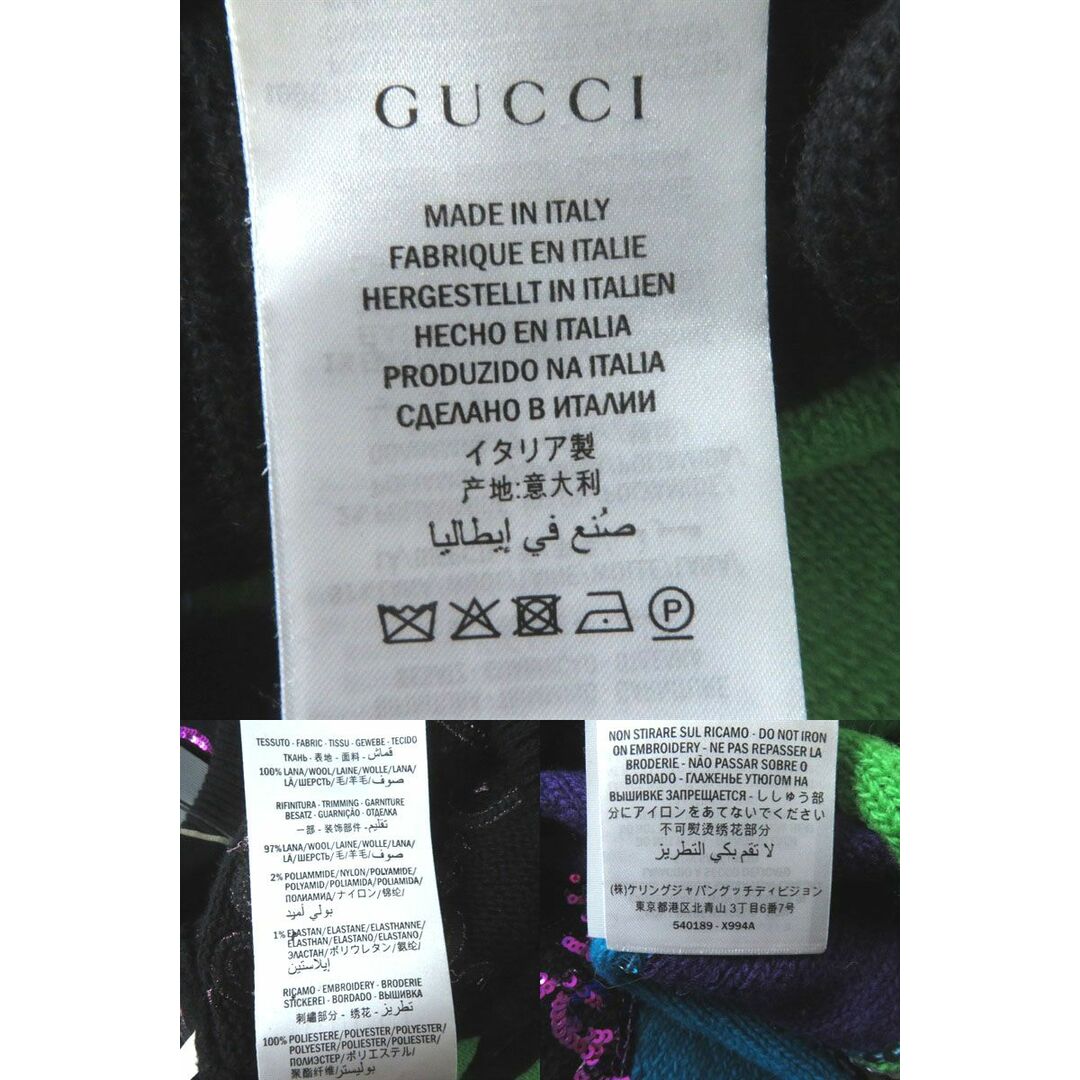 GUCCI
MADE IN ITALY
FABRIQUE EN ITALIE
HERGESTELLT IN ITALIEN
HECHO EN ITALIA
PRODUZIDO NA ITALIA
СДЕЛАНО В ИТАЛИИ
イタリア製
产地:意大利
صُنع في إيطاليا
P
TESSUTO - FABRIC - TISSU - GEWEBE - TECIDO
ТКАНЬ - 表地 - 面料 - قماش
100% LANA/WOOL/LAINE/WOLLE/LANA/
LÃ/ШЕРСТЬ/毛/羊毛/صوف
RIFINITURA - TRIMMING - GARNITURE
BESATZ - GUARNIÇÃO - ОТДЕЛКА
一部 - 装饰部件 - تقليم
97% LANA/WOOL/LAINE/WOLLE/LANA/
LÃ/ШЕРСТЬ/毛/羊毛/صوف
2% POLIAMMIDE/NYLON/POLYAMIDE/
POLYAMID/POLIAMIDA/POLIAMIDA/
ПОЛИАМИД/ナイロン/锦纶/
بولي أميد
1% ELASTAN/ELASTANE/ELASTHANNE/
ELASTHAN/ELASTANO/ELASTANO/
ЭЛАСТАН/ポリウレタン/氨纶/
إيلاستين
RICAMO - EMBROIDERY - BRODERIE
STICKEREI - BORDADO - ВЫШИВКА
刺繡部分 - 绣花 - تطريز
100% POLIESTERE/POLYESTER/POLYESTER/
POLYESTER/POLIESTER/POLIESTER/
ПОЛИЭСТЕР/ポリエステル/
聚酯纤维/بوليستر
NON STIRARE SUL RICAMO - DO NOT IRON
ON EMBROIDERY - NE PAS REPASSER LA
BRODERIE - NÃO PASSAR SOBRE O
BORDADO - ГЛАЖЕНЬЕ УТЮГОМ НА
ВЫШИВКЕ ЗАПРЕЩАЕТСЯ - ししゅう部
分にアイロンをあてないでください
不可熨烫绣花部分
لا تقم بكي التطريز
(株)ケリングジャパングッチディビジョン
東京都港区北青山3丁目6番7号
540189 - X994A